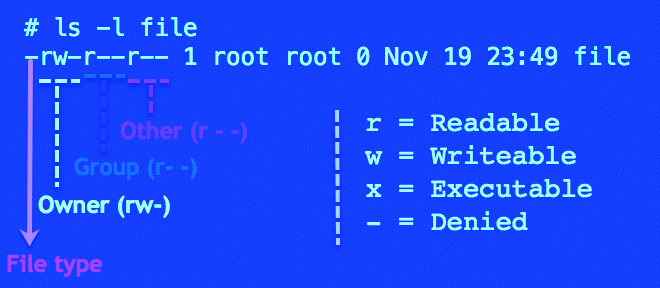 # ls -l file
-rw-r--r-- 1 root root 0 Nov 19 23:49 file
Other (r - -)
Group (r- -)
Owner (rw-)
File type
r = Readable
w = Writeable
x = Executable
- = Denied